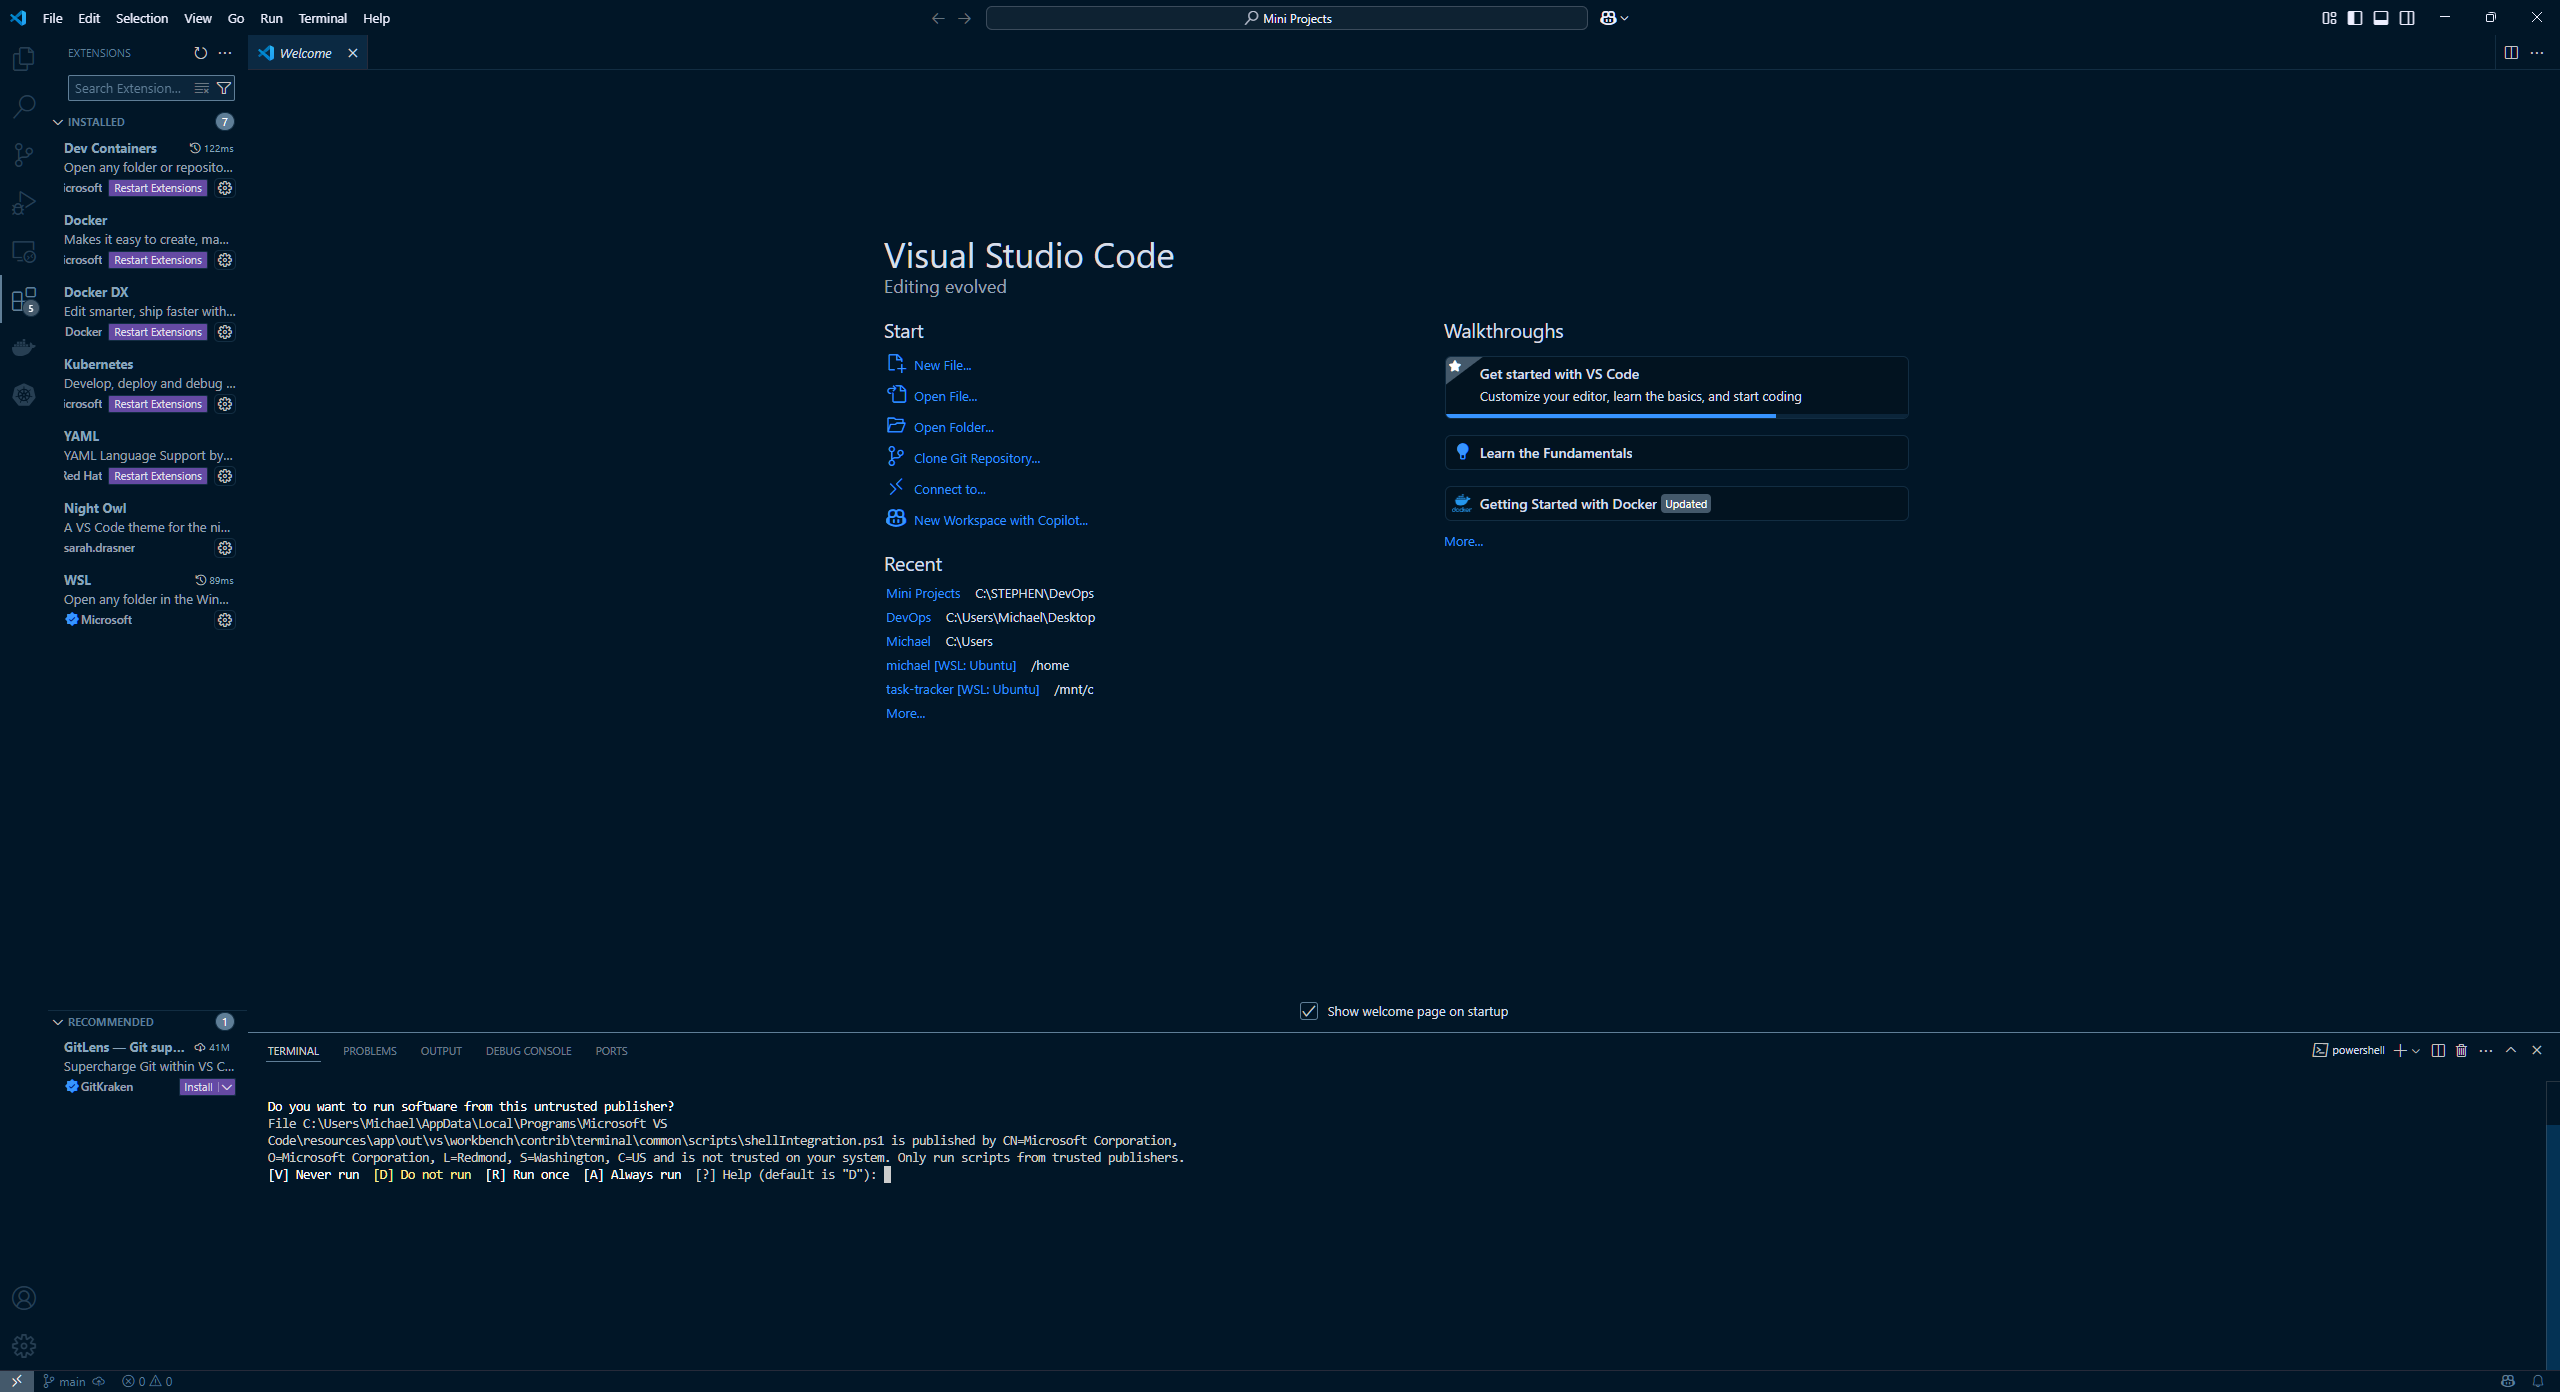 File Edit Selection View Go Run Terminal Help
Mini Projects
EXTENSIONS
Welcome
Search Extension...
INSTALLED 7
Dev Containers 122ms
Open any folder or reposito...
icrosoft Restart Extensions
Docker
Makes it easy to create, ma...
icrosoft Restart Extensions
Docker DX
Edit smarter, ship faster with...
Docker Restart Extensions
5
Kubernetes
Develop, deploy and debug ...
icrosoft Restart Extensions
YAML
YAML Language Support by...
Red Hat Restart Extensions
Night Owl
A VS Code theme for the ni...
sarah.drasner
WSL 89ms
Open any folder in the Win...
Microsoft
RECOMMENDED 1
GitLens — Git sup... 41M
Supercharge Git within VS C...
GitKraken Install
Visual Studio Code
Editing evolved
Start
New File...
Open File...
Open Folder...
Clone Git Repository...
Connect to...
New Workspace with Copilot...
Recent
Mini Projects C:\STEPHEN\DevOps
DevOps C:\Users\Michael\Desktop
Michael C:\Users
michael [WSL: Ubuntu] /home
task-tracker [WSL: Ubuntu] /mnt/c
More...
Walkthroughs
Get started with VS Code
Customize your editor, learn the basics, and start coding
Learn the Fundamentals
docker
Getting Started with Docker Updated
More...
Show welcome page on startup
TERMINAL PROBLEMS OUTPUT DEBUG CONSOLE PORTS
powershell
Do you want to run software from this untrusted publisher?
File C:\Users\Michael\AppData\Local\Programs\Microsoft VS
Code\resources\app\out\vs\workbench\contrib\terminal\common\scripts\shellIntegration.ps1 is published by CN=Microsoft Corporation,
O=Microsoft Corporation, L=Redmond, S=Washington, C=US and is not trusted on your system. Only run scripts from trusted publishers.
[V] Never run  [D] Do not run  [R] Run once  [A] Always run  [?] Help (default is "D"):
main 0 0